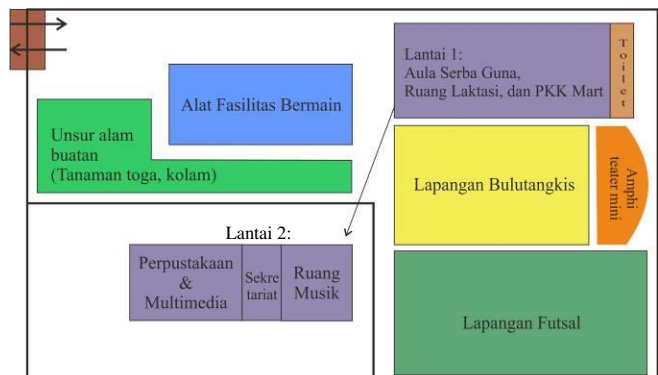 Lantai 1:
Aula Serba Guna,
Ruang Laktasi, dan PKK Mart
Toilet
Alat Fasilitas Bermain
Unsur alam
buatan
(Tanaman toga, kolam)
Lapangan Bulutangkis
Amphi
teater mini
Lantai 2:
Perpustakaan
&
Multimedia
Sekre
tariat
Ruang
Musik
Lapangan Futsal